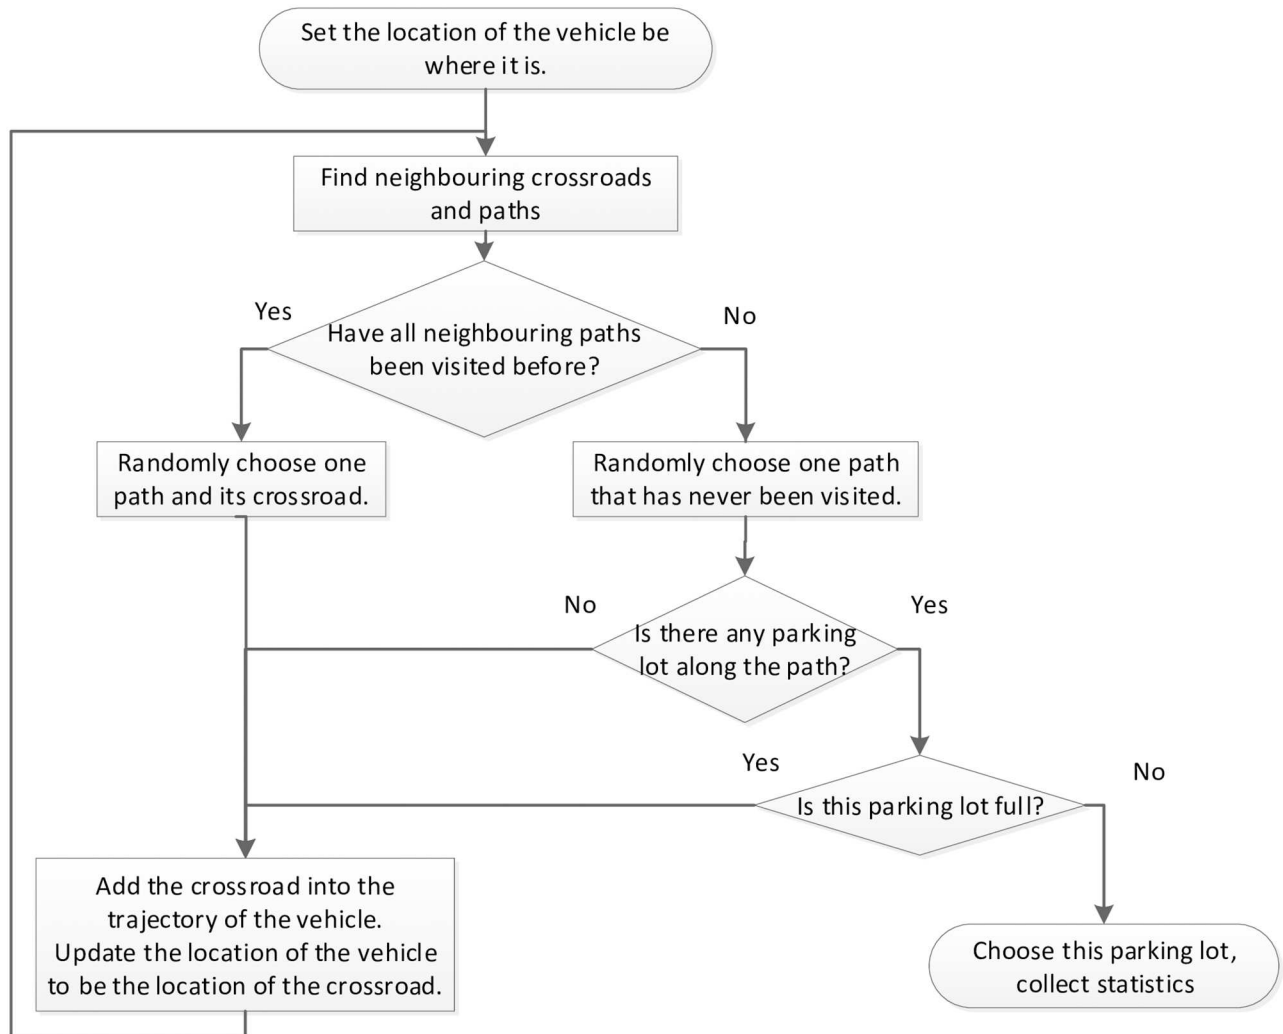 Set the location of the vehicle be
where it is.
Find neighbouring crossroads
and paths
Yes
No
Have all neighbouring paths
been visited before?
Randomly choose one
path and its crossroad.
Randomly choose one path
that has never been visited.
No
Yes
Is there any parking
lot along the path?
Yes
No
Is this parking lot full?
Add the crossroad into the
trajectory of the vehicle.
Update the location of the vehicle
to be the location of the crossroad.
Choose this parking lot,
collect statistics